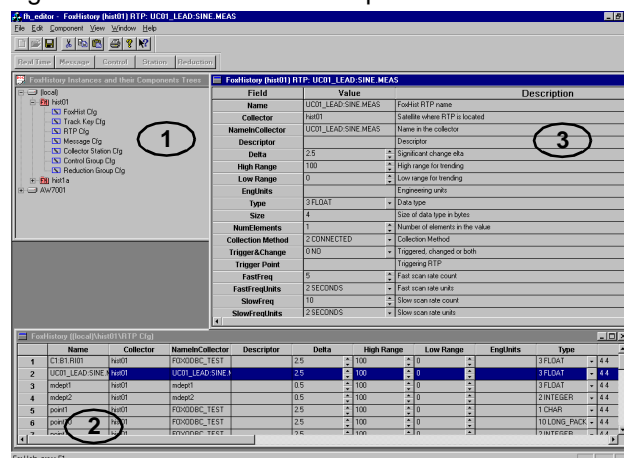 fh_editor - FoxHistory (hist01) RTP: UC01_LEAD:SINE.MEAS
File Edit Component View Window Help
Real Time Message Control Station Reduction
FoxHistory Instances and their Components Trees
(local)
hist01
FoxHist Cfg
Track Key Cfg
RTP Cfg
Message Cfg
Collector Station Cfg
Control Group Cfg
Reduction Group Cfg
hist1a
AW7001
1
FoxHistory (hist01) RTP: UC01_LEAD:SINE.MEAS
Field Value Description
Name UC01_LEAD:SINE.MEAS FoxHist RTP name
Collector hist01 Satellite where RTP is located
NameInCollector UC01_LEAD:SINE.MEAS Name in the collector
Descriptor Descriptor
Delta 2.5 Significant change elta
High Range 100 High range for trending
Low Range 0 Low range for trending
EngUnits Engineering units
Type 3 FLOAT Data type
Size 4 Size of data type in bytes
NumElements 1 Number of elements in the value
Collection Method 2 CONNECTED Collection Method
Trigger&Change 0 NO Triggered, changed or both
Trigger Point Triggering RTP
FastFreq 5 Fast scan rate count
FastFreqUnits 2 SECONDS Fast scan rate units
SlowFreq 10 Slow scan rate count
SlowFreqUnits 2 SECONDS Slow scan rate units
3
FoxHistory ((local)\hist01\RTP Cfg)
Name Collector NameInCollector Descriptor Delta High Range Low Range EngUnits Type
1 C1:B1.RI01 hist01 FOXODBC_TEST 2.5 100 0 3 FLOAT 4 4
2 UC01_LEAD:SINE.M hist01 UC01_LEAD:SINE.M 2.5 100 0 3 FLOAT 4 4
3 mdept1 hist01 mdept1 0.5 100 0 3 FLOAT 4 4
4 mdept2 hist01 mdept2 0.5 100 0 2 INTEGER 4 4
5 point1 hist01 FOXODBC_TEST 2.5 100 0 1 CHAR 4 4
6 hist01 FOXODBC_TEST 2.5 100 0 10 LONG_PACK 4 4
2